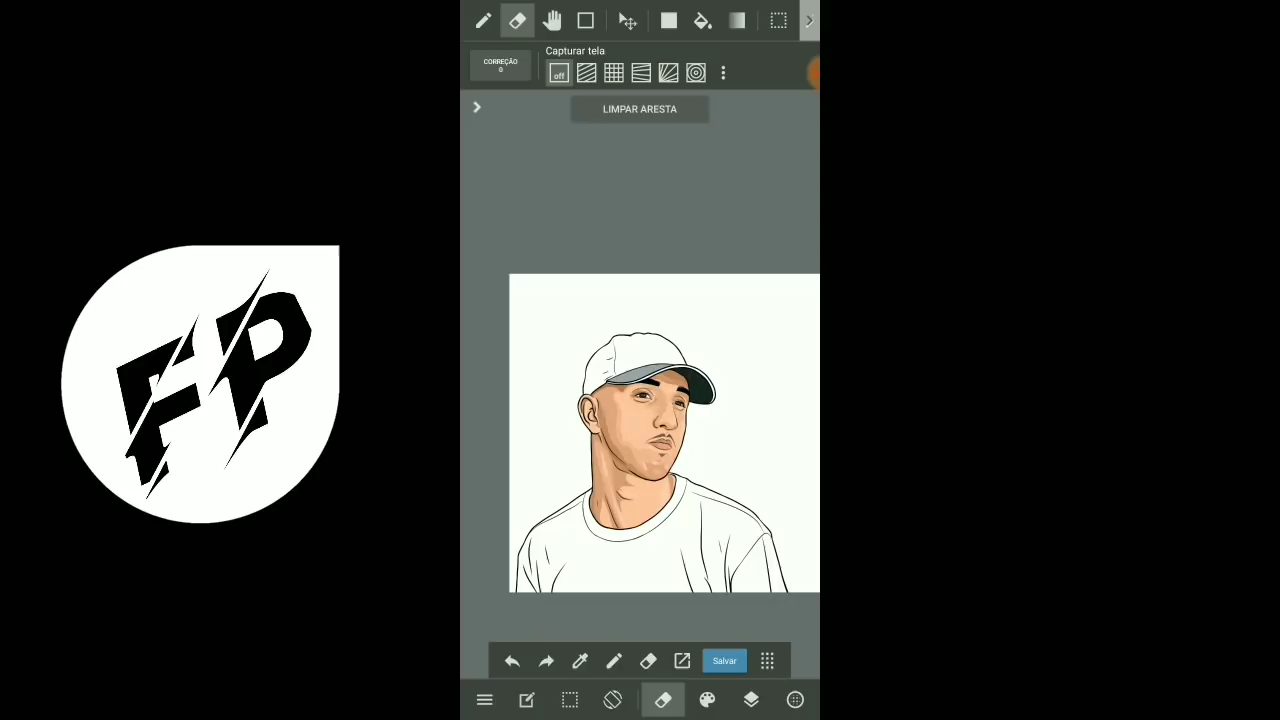 CORREÇÃO
0
Capturar tela
off
LIMPAR ARESTA
FP
Salvar